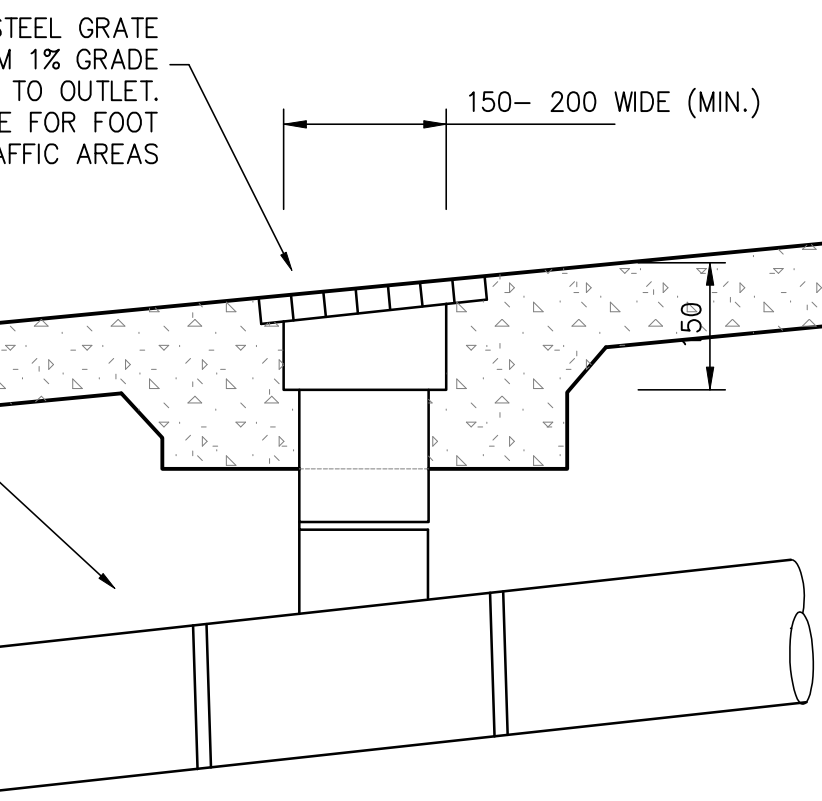 STEEL GRATE
M 1% GRADE
TO OUTLET.
E FOR FOOT
AFFIC AREAS
150- 200 WIDE (MIN.)
150